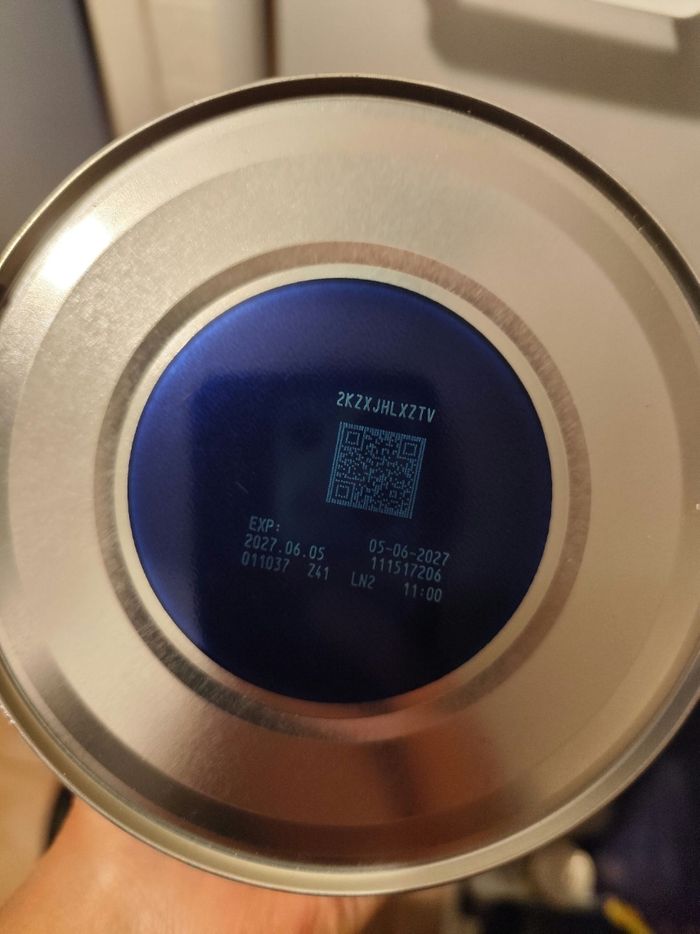 2KZXJHLXZTV
EXP:
2027.06.05 05-06-2027
011037 Z41 111517206
LN2 11:00